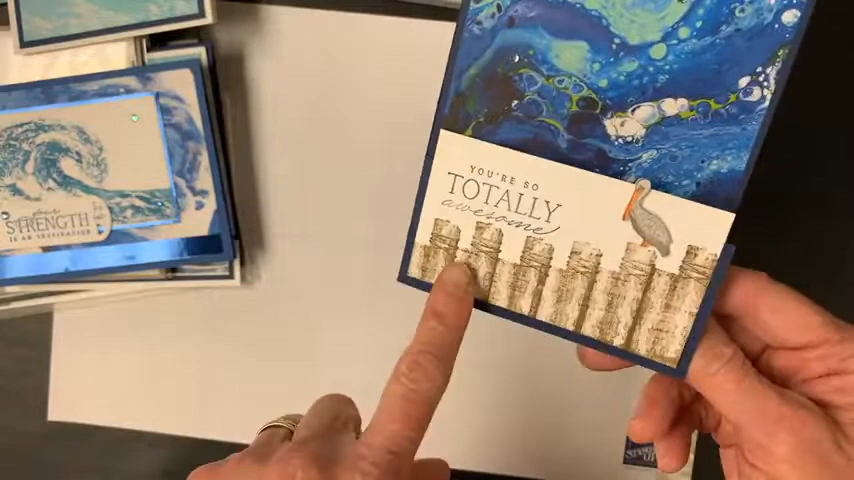 YOU'RE SO
TOTALLY
awesome
STRENGTH
IS AN INSPIRATION